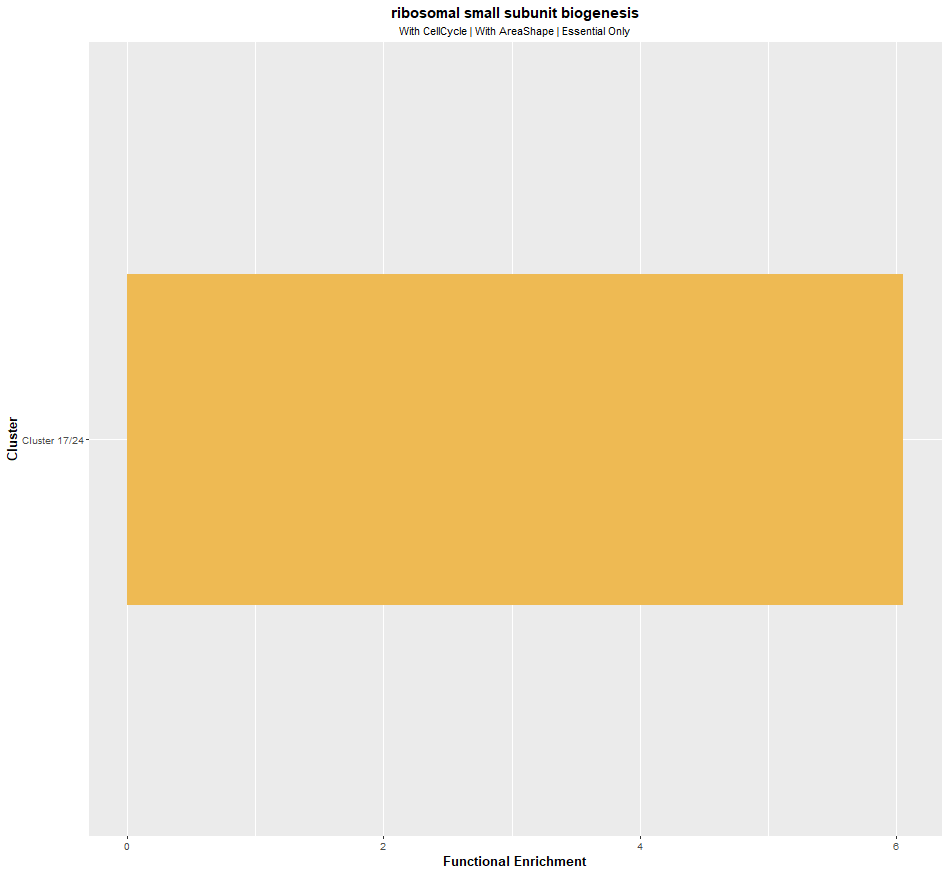 ribosomal small subunit biogenesis
With CellCycle | With AreaShape | Essential Only
Cluster
Cluster 17/24
0 2 4 6
Functional Enrichment